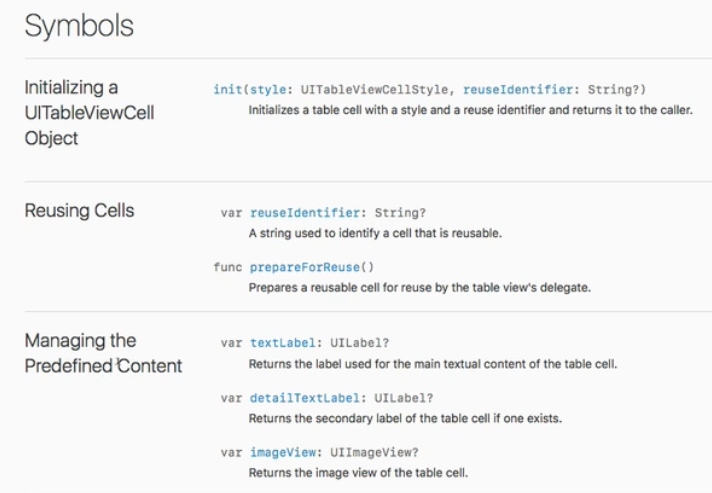 Symbols
Initializing a
UITableViewCell
Object
init(style: UITableViewCellStyle, reuseIdentifier: String?)
Initializes a table cell with a style and a reuse identifier and returns it to the caller.
Reusing Cells
var reuseIdentifier: String?
A string used to identify a cell that is reusable.
func prepareForReuse()
Prepares a reusable cell for reuse by the table view's delegate.
Managing the
Predefined Content
var textLabel: UILabel?
Returns the label used for the main textual content of the table cell.
var detailTextLabel: UILabel?
Returns the secondary label of the table cell if one exists.
var imageView: UIImageView?
Returns the image view of the table cell.